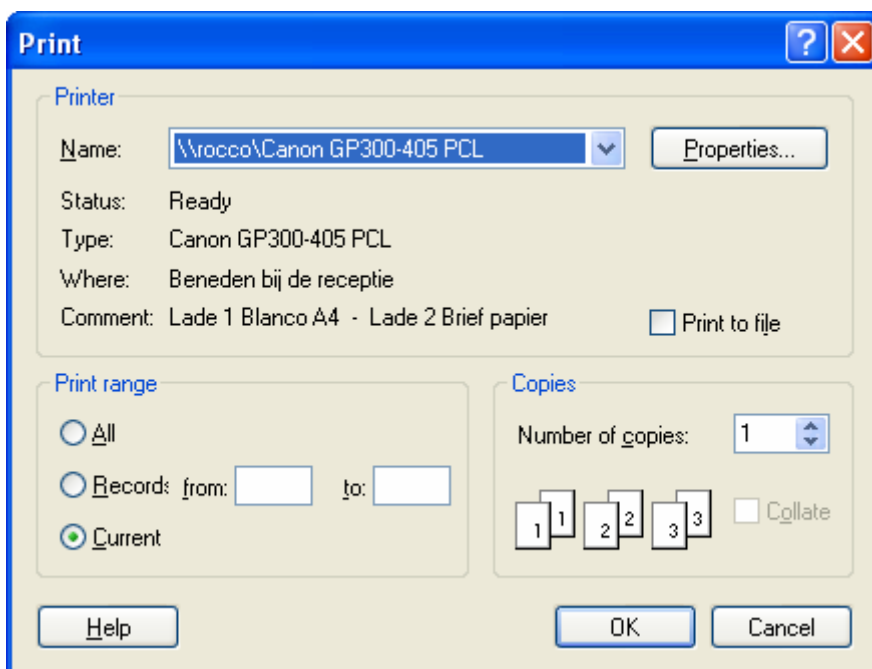 Print
Printer
Name: \\rocco\Canon GP300-405 PCL Properties...
Status: Ready
Type: Canon GP300-405 PCL
Where: Beneden bij de receptie
Comment: Lade 1 Blanco A4 - Lade 2 Brief papier Print to file
Print range
All
Records from: to:
Current
Copies
Number of copies: 1
1 1 2 2 3 3 Collate
Help OK Cancel